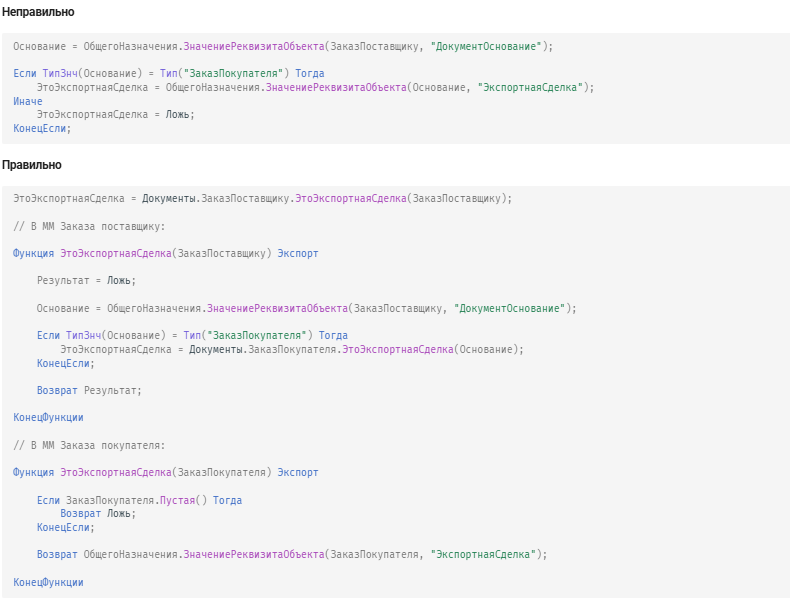 Неправильно
Основание = ОбщегоНазначения.ЗначениеРеквизитаОбъекта(ЗаказПоставщику, "ДокументОснование");
Если ТипЗнч(Основание) = Тип("ЗаказПокупателя") Тогда
    ЭтоЭкспортнаяСделка = ОбщегоНазначения.ЗначениеРеквизитаОбъекта(Основание, "ЭкспортнаяСделка");
Иначе
    ЭтоЭкспортнаяСделка = Ложь;
КонецЕсли;
Правильно
ЭтоЭкспортнаяСделка = Документы.ЗаказПоставщику.ЭтоЭкспортнаяСделка(ЗаказПоставщику);
// В ММ Заказа поставщику:
Функция ЭтоЭкспортнаяСделка(ЗаказПоставщику) Экспорт
    Результат = Ложь;
    Основание = ОбщегоНазначения.ЗначениеРеквизитаОбъекта(ЗаказПоставщику, "ДокументОснование");
    Если ТипЗнч(Основание) = Тип("ЗаказПокупателя") Тогда
        ЭтоЭкспортнаяСделка = Документы.ЗаказПокупателя.ЭтоЭкспортнаяСделка(Основание);
    КонецЕсли;
    Возврат Результат;
КонецФункции
// В ММ Заказа покупателя:
Функция ЭтоЭкспортнаяСделка(ЗаказПокупателя) Экспорт
    Если ЗаказПокупателя.Пустая() Тогда
        Возврат Ложь;
    КонецЕсли;
    Возврат ОбщегоНазначения.ЗначениеРеквизитаОбъекта(ЗаказПокупателя, "ЭкспортнаяСделка");
КонецФункции